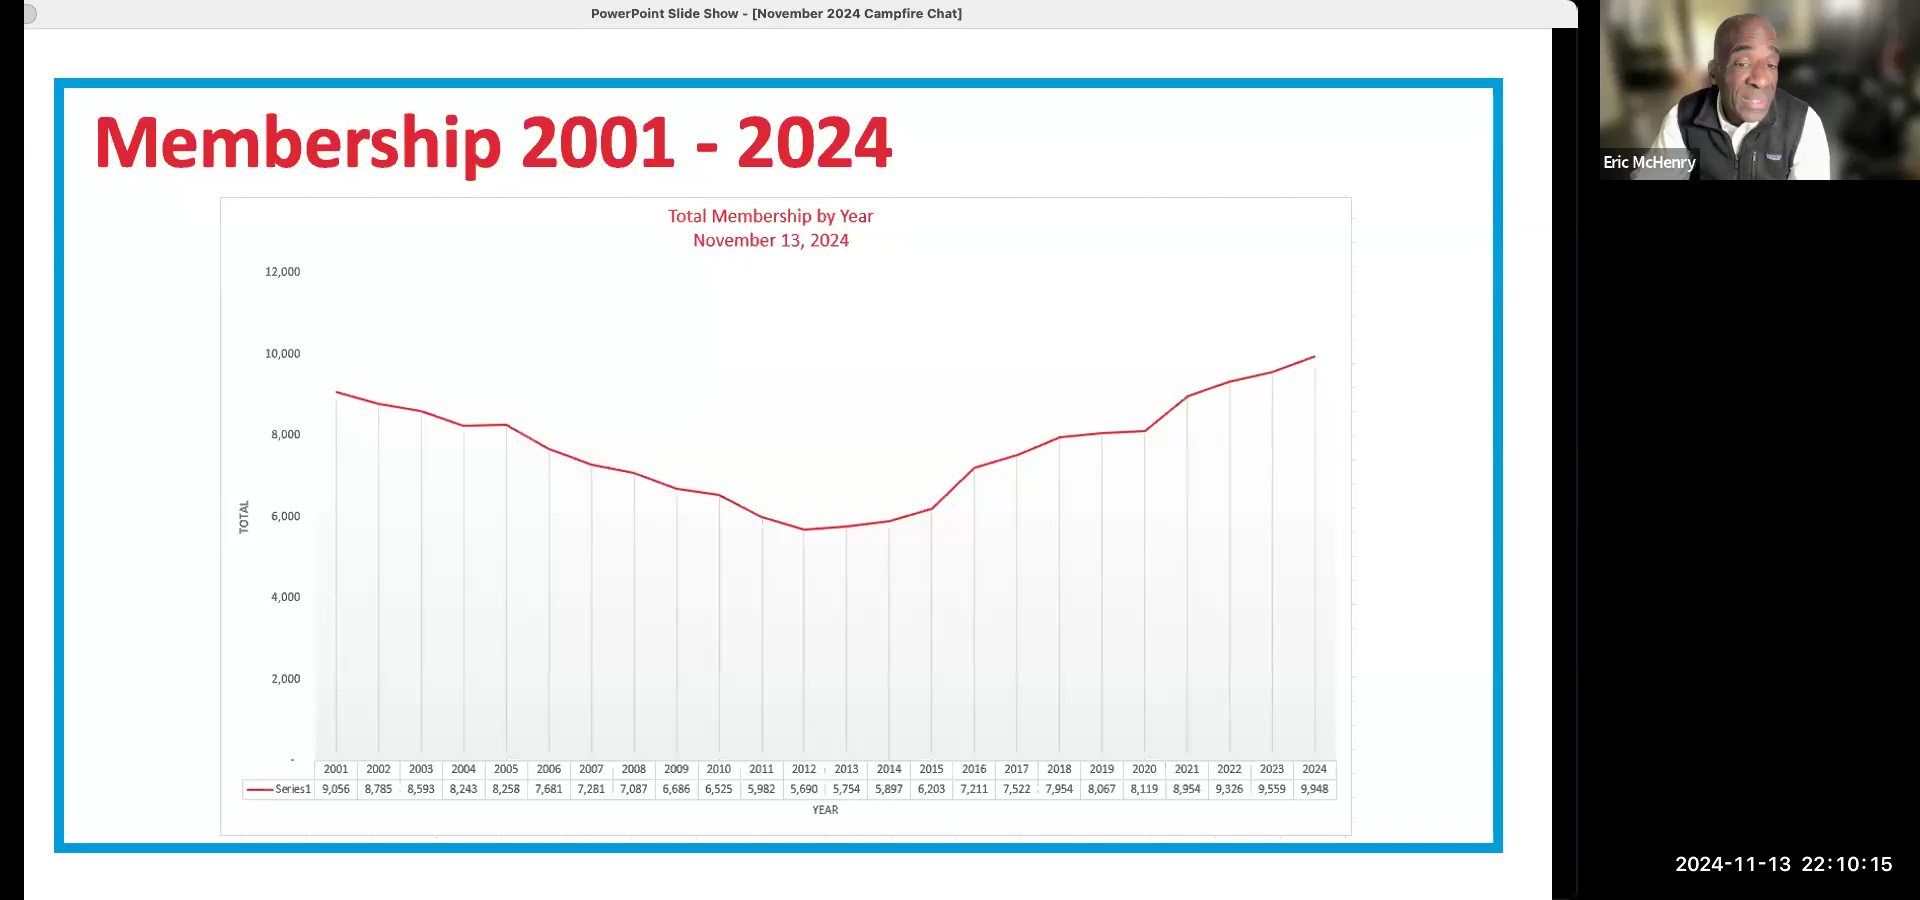 PowerPoint Slide Show - [November 2024 Campfire Chat]
Eric McHenry
Membership 2001 - 2024
Total Membership by Year
November 13, 2024
12,000
10,000
8,000
6,000
4,000
2,000
-
TOTAL
2001 2002 2003 2004 2005 2006 2007 2008 2009 2010 2011 2012 2013 2014 2015 2016 2017 2018 2019 2020 2021 2022 2023 2024
Series1 9,056 8,785 8,593 8,243 8,258 7,681 7,281 7,087 6,686 6,525 5,982 5,690 5,754 5,897 6,203 7,211 7,522 7,954 8,067 8,119 8,954 9,326 9,559 9,948
YEAR
2024-11-13 22:10:15